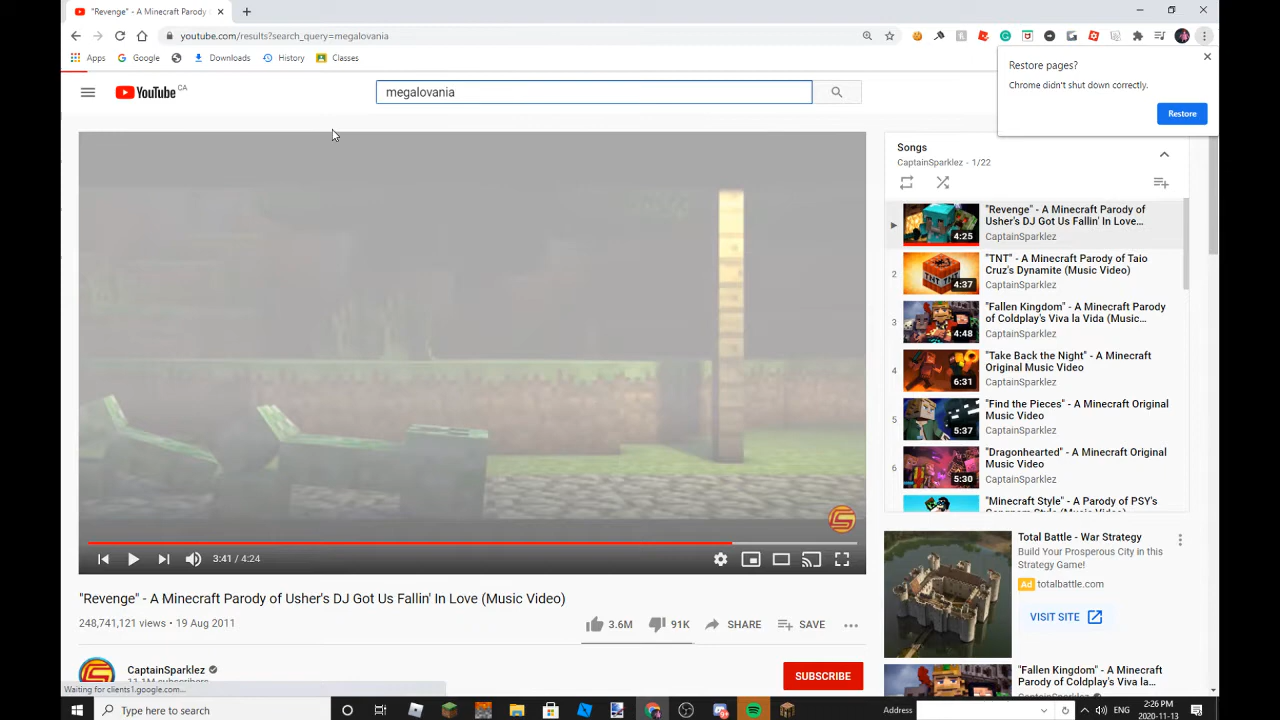 "Revenge" - A Minecraft Parody
youtube.com/results?search_query=megalovania
Apps
Google
Downloads
History
Classes
Restore pages?
Chrome didn't shut down correctly.
Restore
YouTube CA
megalovania
Songs
CaptainSparklez - 1/22
"Revenge" - A Minecraft Parody of
Usher's DJ Got Us Fallin' In Love...
CaptainSparklez
4:25
2
"TNT" - A Minecraft Parody of Taio
Cruz's Dynamite (Music Video)
CaptainSparklez
4:37
TNT
3
"Fallen Kingdom" - A Minecraft Parody
of Coldplay's Viva la Vida (Music...
CaptainSparklez
4:48
4
"Take Back the Night" - A Minecraft
Original Music Video
CaptainSparklez
6:31
5
"Find the Pieces" - A Minecraft Original
Music Video
CaptainSparklez
5:37
6
"Dragonhearted" - A Minecraft Original
Music Video
CaptainSparklez
5:30
"Minecraft Style" - A Parody of PSY's
Gangnam Style (Music Video)
3:41 / 4:24
Total Battle - War Strategy
Build Your Prosperous City in this
Strategy Game!
Ad totalbattle.com
VISIT SITE
"Revenge" - A Minecraft Parody of Usher's DJ Got Us Fallin' In Love (Music Video)
248,741,121 views • 19 Aug 2011
3.6M
91K
SHARE
SAVE
CaptainSparklez
SUBSCRIBE
"Fallen Kingdom" - A Minecraft
Parody of Coldplay's Viva la...
Waiting for clients1.google.com...
Type here to search
Address
ENG
2:26 PM
2020-11-13